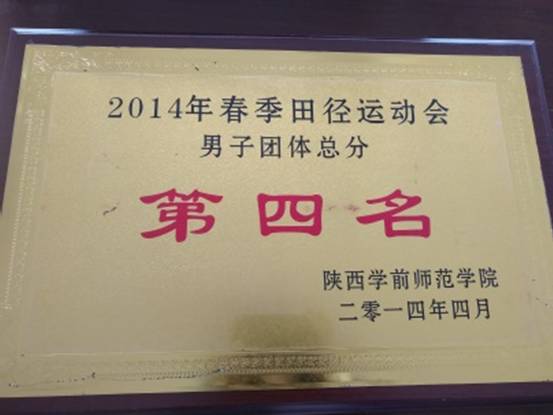 2014年春季田径运动会
男子团体总分
第四名
陕西学前师范学院
二零一四年四月